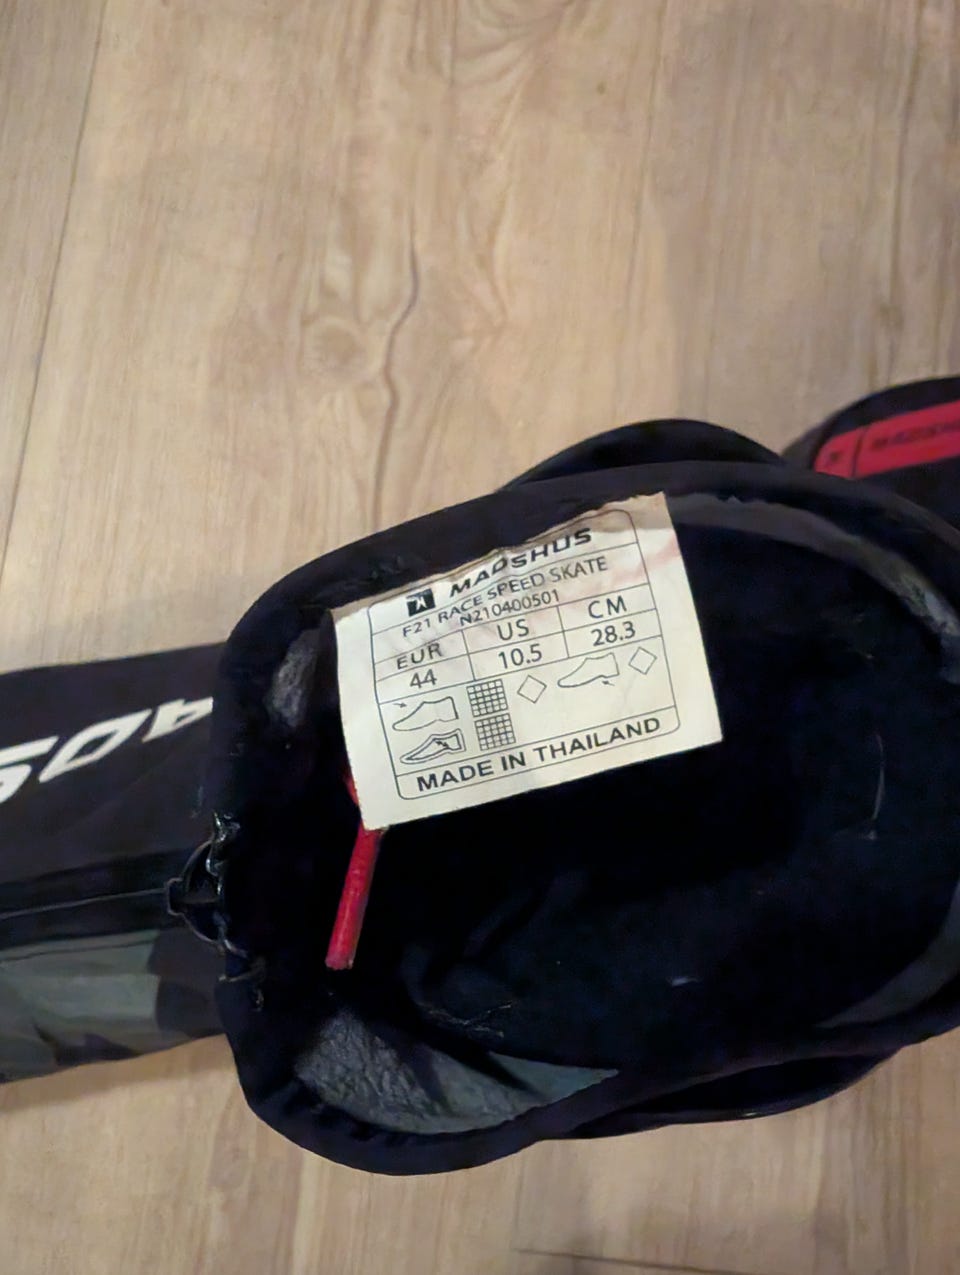 MADSHUS
F21 RACE SPEED SKATE
N210400501
EUR US CM
44 10.5 28.3
MADE IN THAILAND